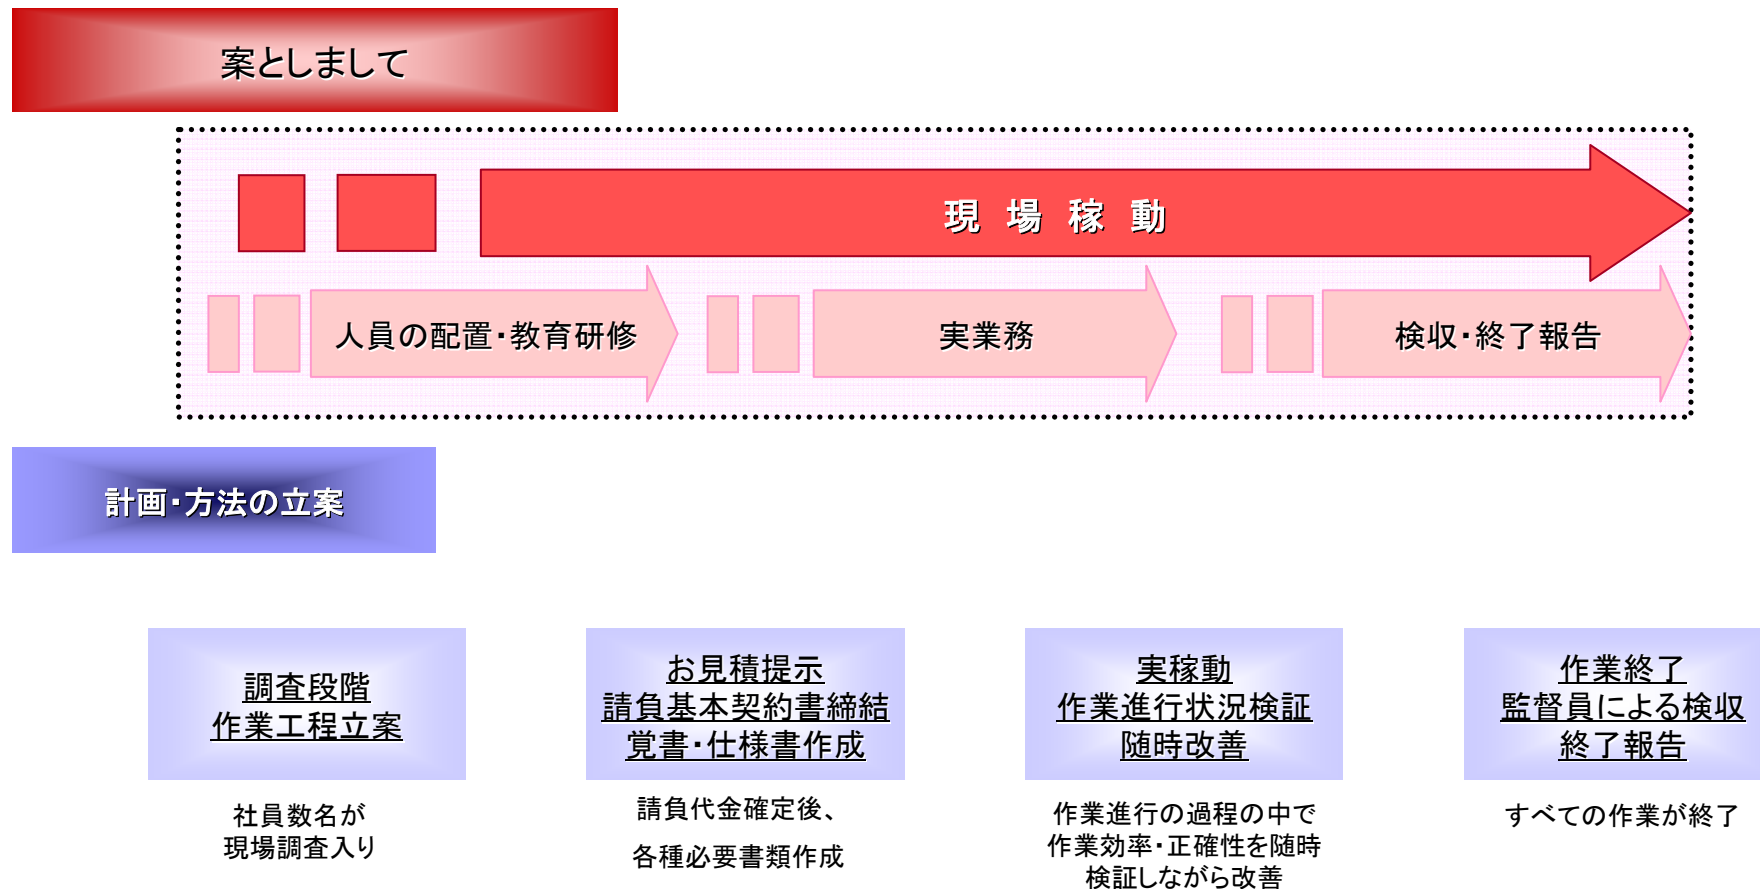 案としまして
現 場 稼 動
人員の配置・教育研修
実業務
検収・終了報告
計画・方法の立案
調査段階
作業工程立案
社員数名が
現場調査入り
お見積提示
請負基本契約書締結
覚書・仕様書作成
請負代金確定後、
各種必要書類作成
実稼動
作業進行状況検証
随時改善
作業進行の過程の中で
作業効率・正確性を随時
検証しながら改善
作業終了
監督員による検収
終了報告
すべての作業が終了